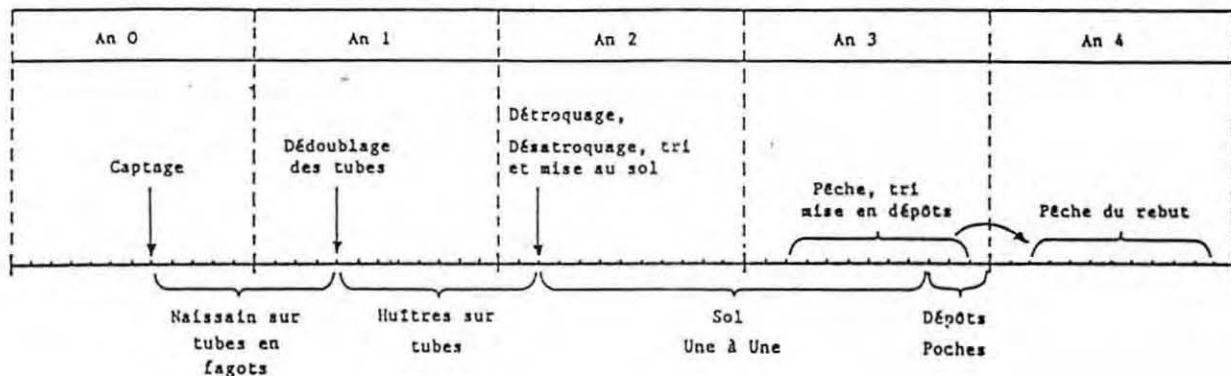 An 0 An 1 An 2 An 3 An 4
Captage
Dédoublage
des tubes
Détroquage,
Désatroquage, tri
et mise au sol
Pêche, tri
mise en dépôts
Pêche du rebut
Naissain sur
tubes en
fagots
Huîtres sur
tubes
Sol
Une à Une
Dépôts
Poches